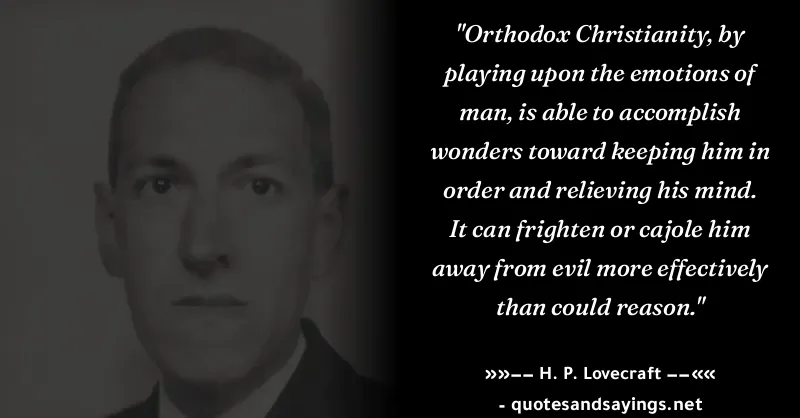 "Orthodox Christianity, by
playing upon the emotions of
man, is able to accomplish
wonders toward keeping him in
order and relieving his mind.
It can frighten or cajole him
away from evil more effectively
than could reason."
»»−− H. P. Lovecraft −−««
- quotesandsayings.net